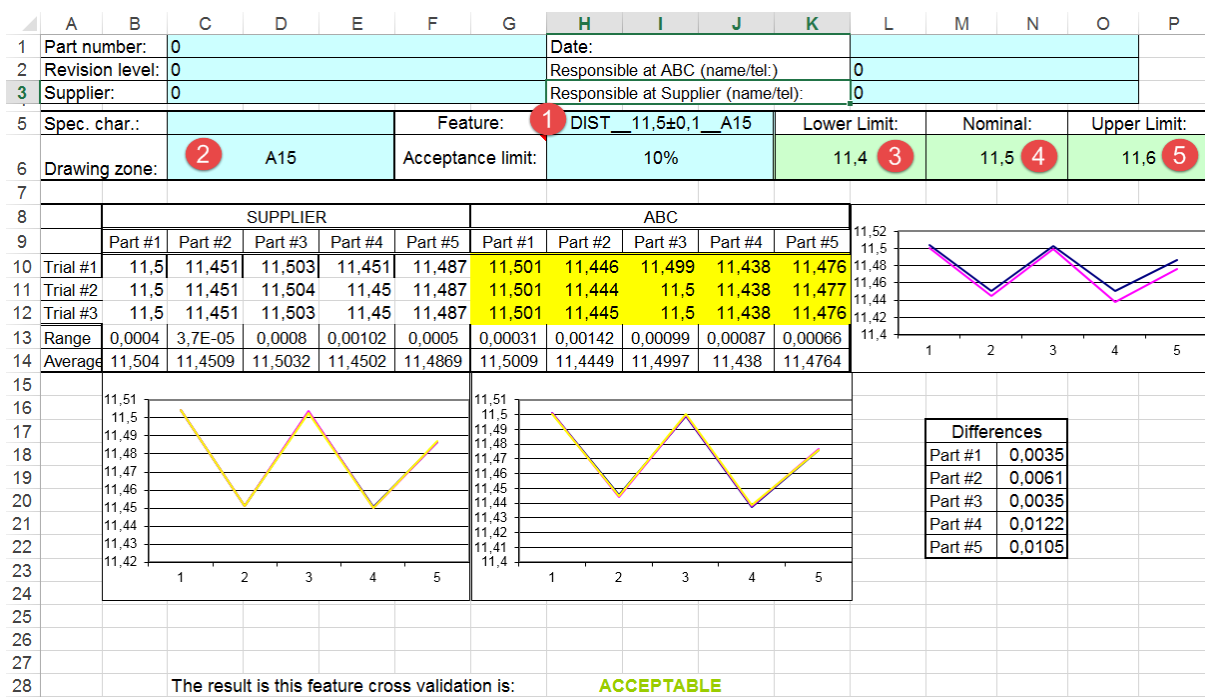 A B C D E F G H I J K L M N O P
1 Part number: 0 Date:
2 Revision level: 0 Responsible at ABC (name/tel:) 0
3 Supplier: 0 Responsible at Supplier (name/tel): 0
5 Spec. char.: Feature: 1 DIST__11,5±0,1__A15 Lower Limit: Nominal: Upper Limit:
6 Drawing zone: 2 A15 Acceptance limit: 10% 11,4 3 11,5 4 11,6 5
7
8 SUPPLIER ABC
9 Part #1 Part #2 Part #3 Part #4 Part #5 Part #1 Part #2 Part #3 Part #4 Part #5
10 Trial #1 11,5 11,451 11,503 11,451 11,487 11,501 11,446 11,499 11,438 11,476
11 Trial #2 11,5 11,451 11,504 11,45 11,487 11,501 11,444 11,5 11,438 11,477
12 Trial #3 11,5 11,451 11,503 11,45 11,487 11,501 11,445 11,5 11,438 11,476
13 Range 0,0004 3,7E-05 0,0008 0,00102 0,0005 0,00031 0,00142 0,00099 0,00087 0,00066
14 Average 11,504 11,4509 11,5032 11,4502 11,4869 11,5009 11,4449 11,4997 11,438 11,4764
11,52
11,5
11,48
11,46
11,44
11,42
11,4
1 2 3 4 5
15
16
17
18
19
20
21
22
23
24
25
26
27
11,51
11,5
11,49
11,48
11,47
11,46
11,45
11,44
11,43
11,42
1 2 3 4 5
11,51
11,5
11,49
11,48
11,47
11,46
11,45
11,44
11,43
11,42
11,41
11,4
1 2 3 4 5
Differences
Part #1 0,0035
Part #2 0,0061
Part #3 0,0035
Part #4 0,0122
Part #5 0,0105
28 The result is this feature cross validation is: ACCEPTABLE